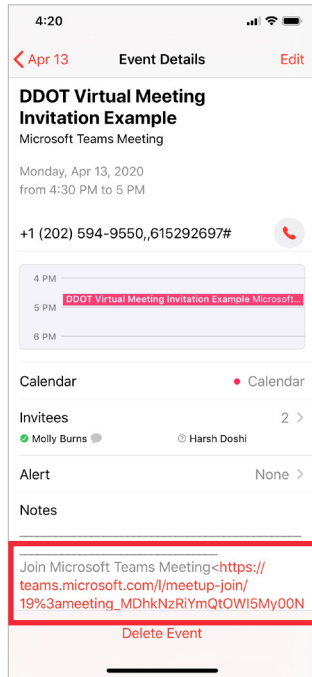 4:20
Apr 13 Event Details Edit
DDOT Virtual Meeting
Invitation Example
Microsoft Teams Meeting
Monday, Apr 13, 2020
from 4:30 PM to 5 PM
+1 (202) 594-9550,,615292697#
4 PM
DDOT Virtual Meeting Invitation Example Microsoft...
5 PM
6 PM
Calendar Calendar
Invitees 2
Molly Burns Harsh Doshi
Alert None
Notes
Join Microsoft Teams Meeting<https://
teams.microsoft.com/l/meetup-join/
19%3ameeting_MDhkNzRiYmQtOWI5My00N
Delete Event